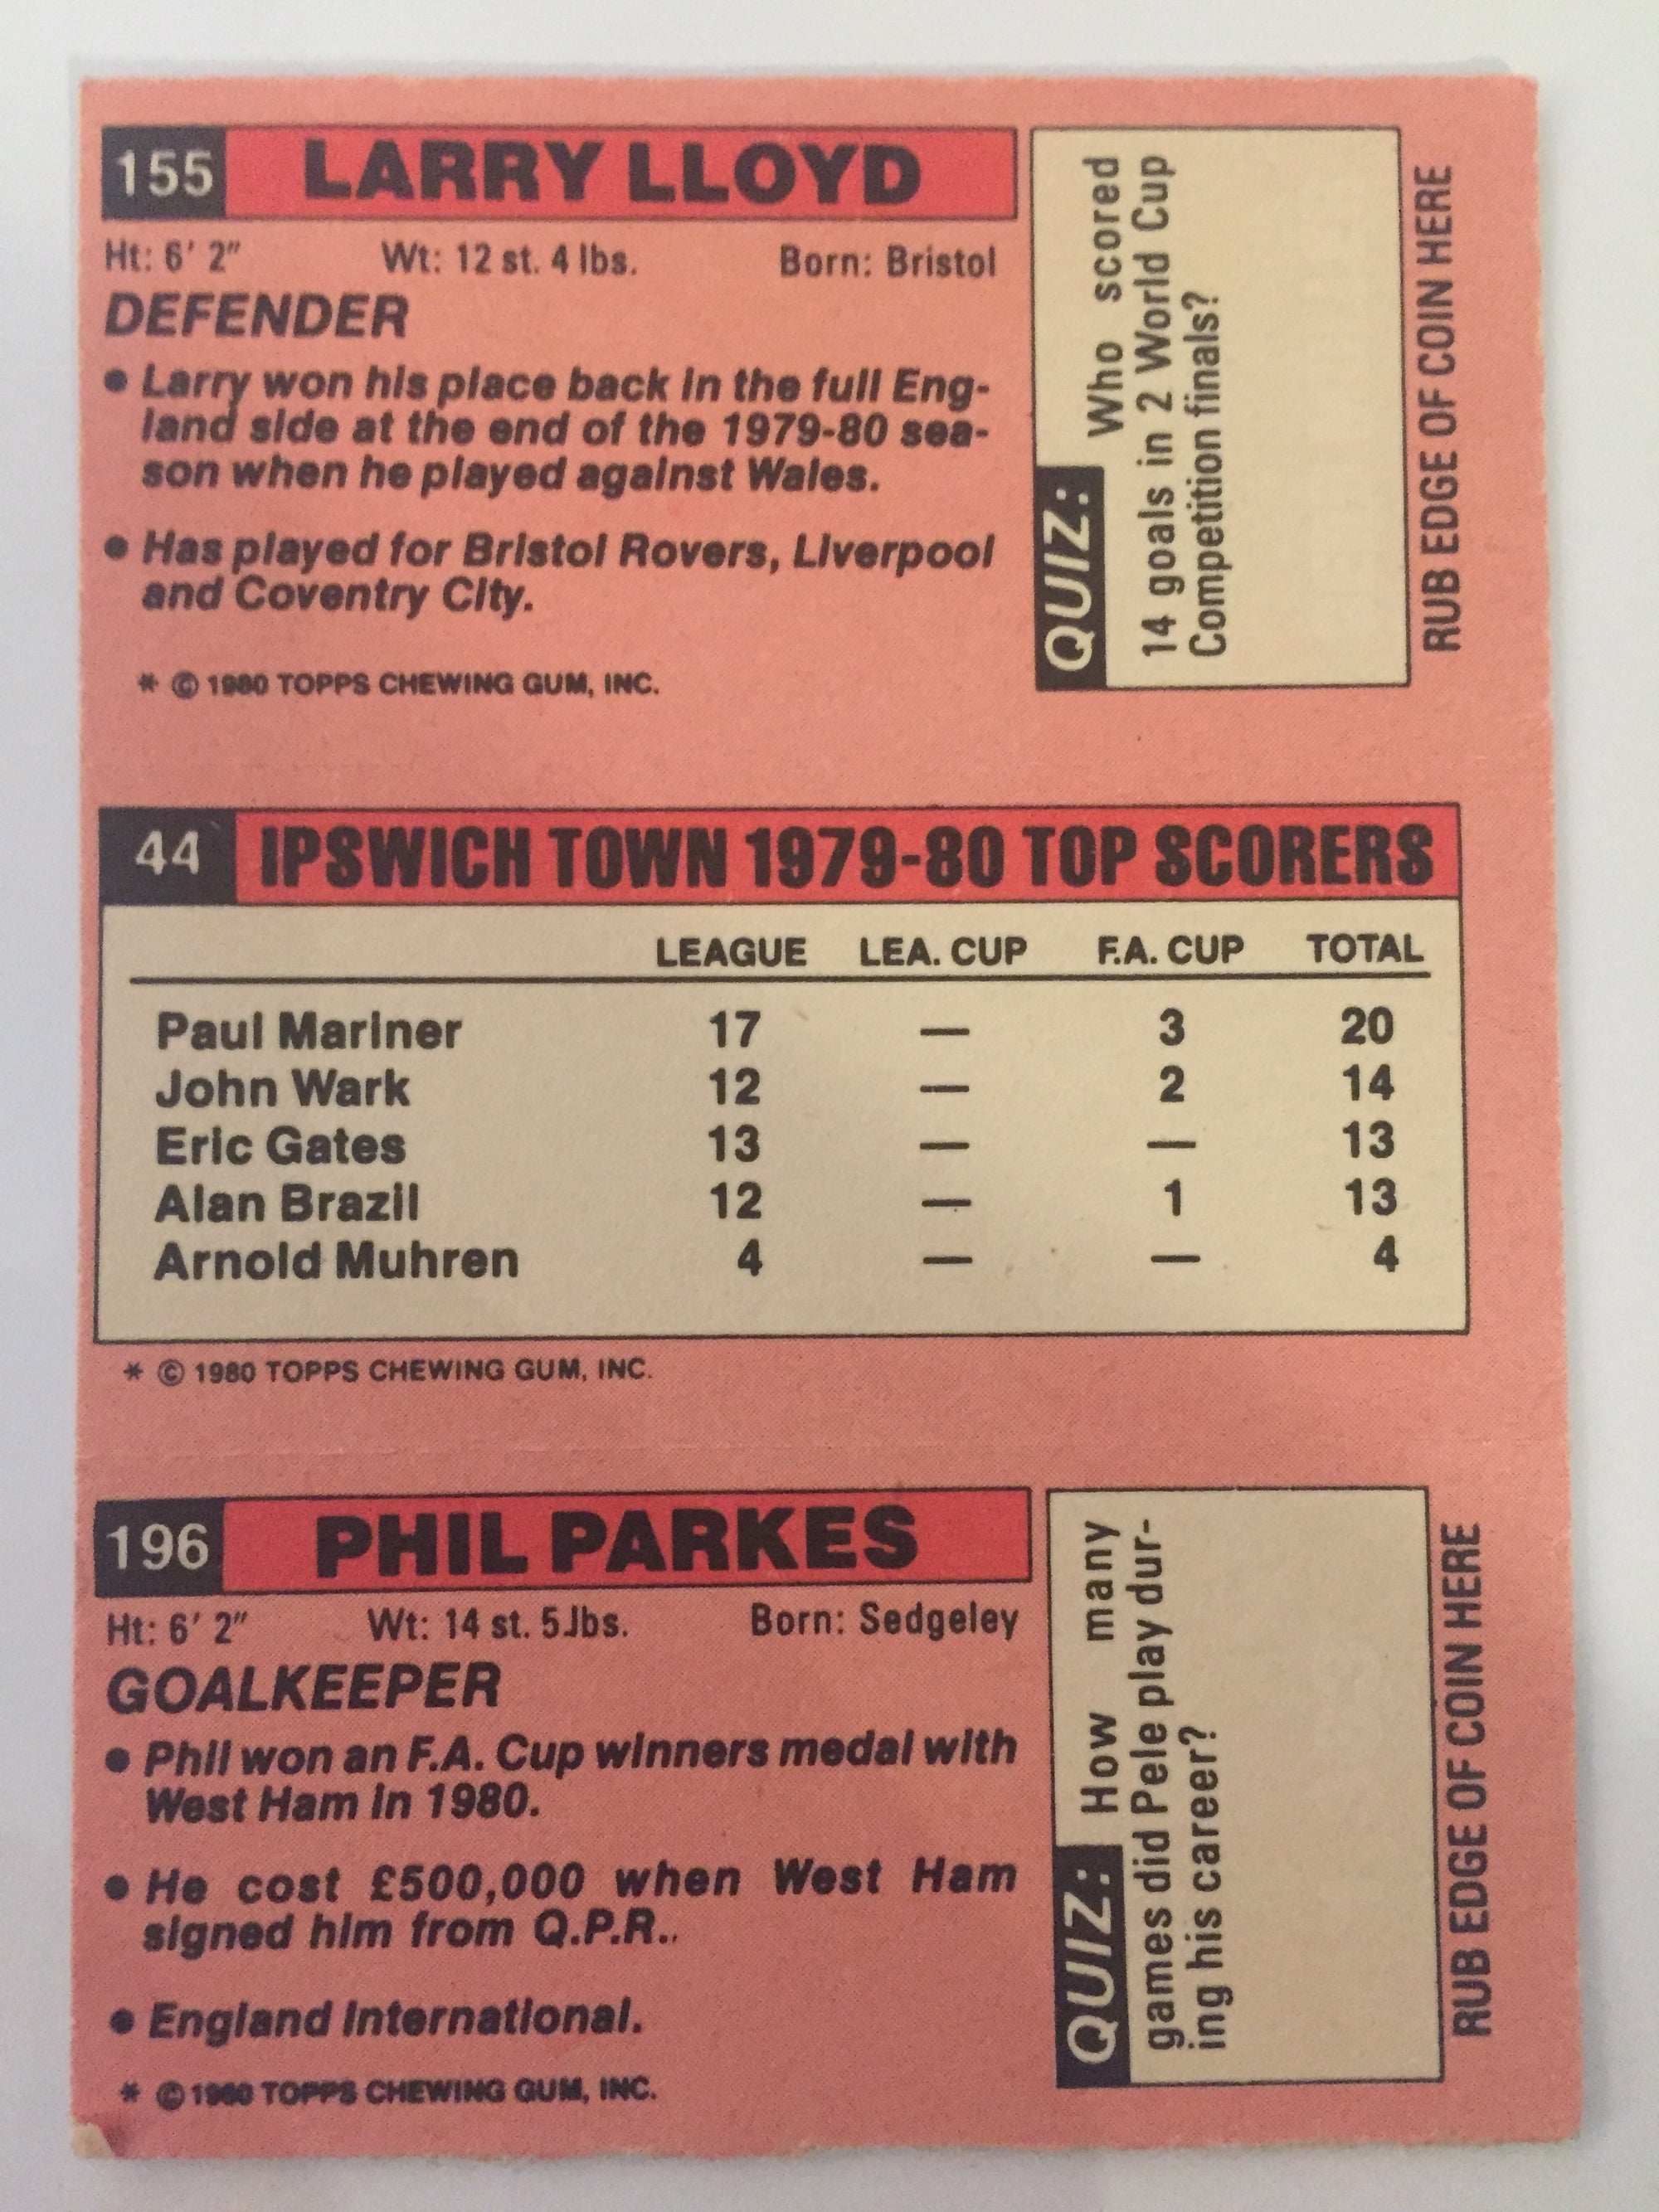 155 LARRY LLOYD
Ht: 6' 2" Wt: 12 st. 4 lbs. Born: Bristol
DEFENDER
● Larry won his place back in the full Eng-
land side at the end of the 1979-80 sea-
son when he played against Wales.
● Has played for Bristol Rovers, Liverpool
and Coventry City.
* © 1980 TOPPS CHEWING GUM, INC.
QUIZ: Who scored
14 goals in 2 World Cup
Competition finals?
RUB EDGE OF COIN HERE
44 IPSWICH TOWN 1979-80 TOP SCORERS
LEAGUE LEA. CUP F.A. CUP TOTAL
Paul Mariner 17 — 3 20
John Wark 12 — 2 14
Eric Gates 13 — — 13
Alan Brazil 12 — 1 13
Arnold Muhren 4 — — 4
* © 1980 TOPPS CHEWING GUM, INC.
196 PHIL PARKES
Ht: 6' 2" Wt: 14 st. 5 lbs. Born: Sedgeley
GOALKEEPER
● Phil won an F.A. Cup winners medal with
West Ham in 1980.
● He cost £500,000 when West Ham
signed him from Q.P.R..
● England International.
* © 1980 TOPPS CHEWING GUM, INC.
QUIZ: How many
games did Pele play dur-
ing his career?
RUB EDGE OF COIN HERE